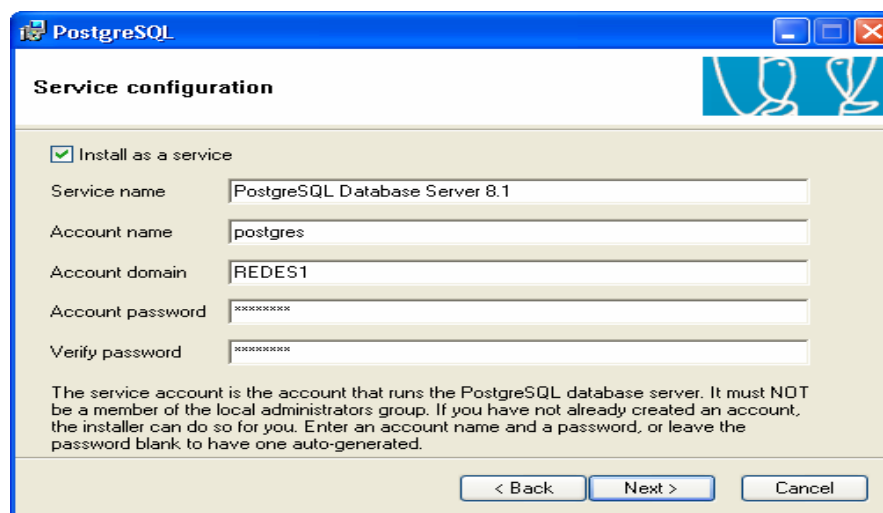 PostgreSQL
Service configuration
Install as a service
Service name PostgreSQL Database Server 8.1
Account name postgres
Account domain REDES1
Account password ********
Verify password ********
The service account is the account that runs the PostgreSQL database server. It must NOT
be a member of the local administrators group. If you have not already created an account,
the installer can do so for you. Enter an account name and a password, or leave the
password blank to have one auto-generated.
< Back Next > Cancel